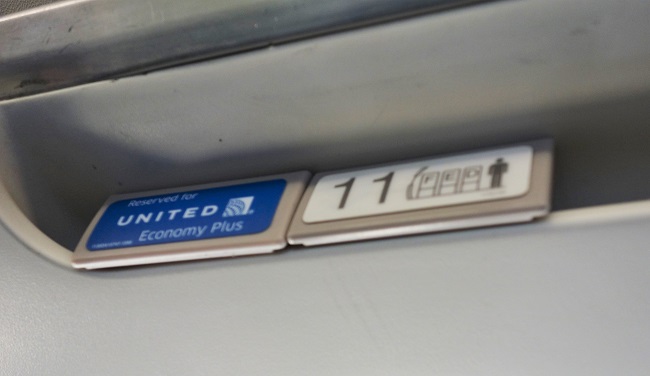 Reserved for
UNITED
Economy Plus
11 F E D